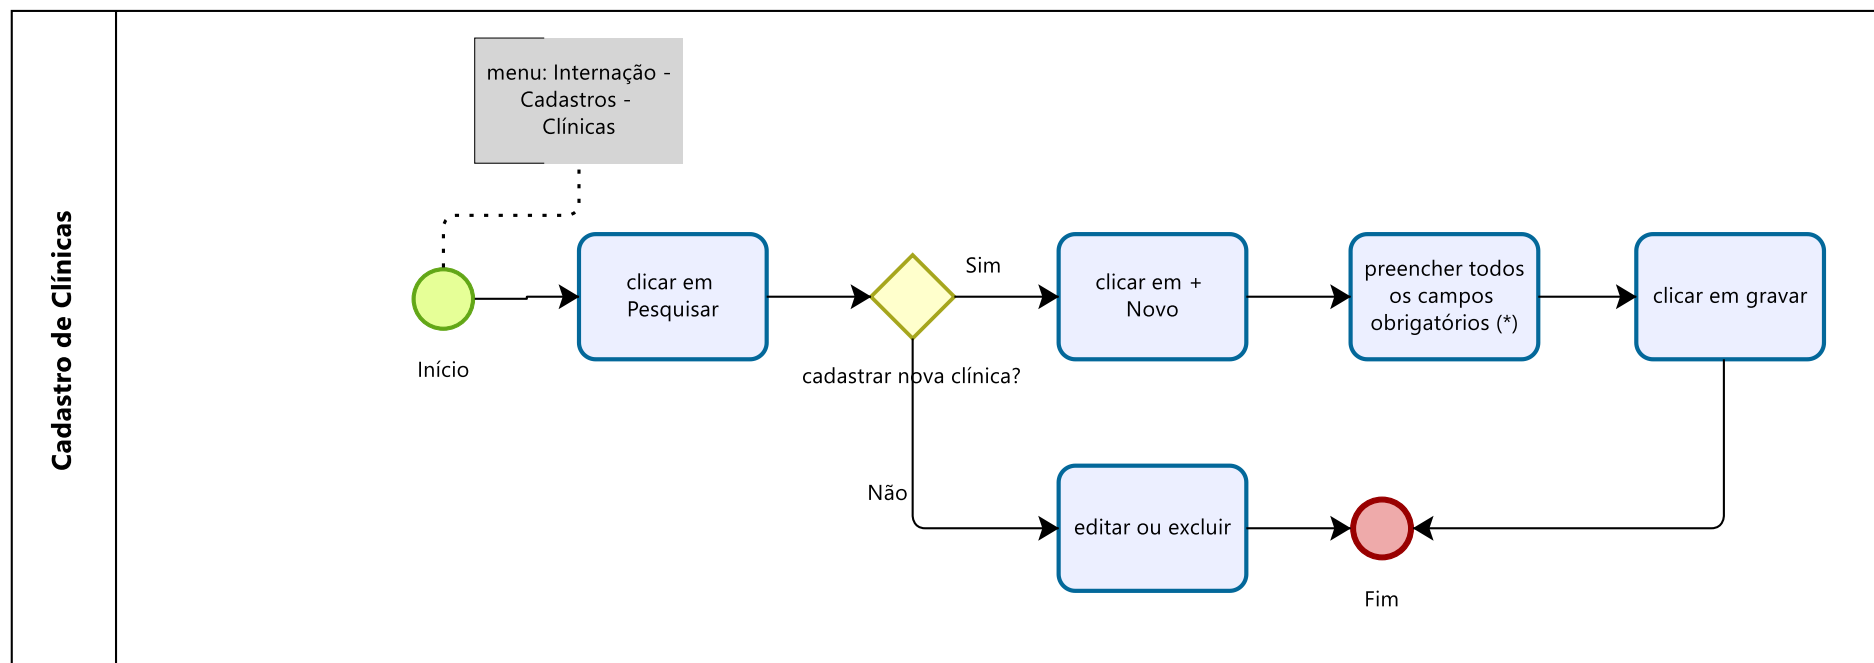 Cadastro de Clínicas
menu: Internação -
Cadastros -
Clínicas
Início
clicar em
Pesquisar
cadastrar nova clínica?
Sim
clicar em +
Novo
preencher todos
os campos
obrigatórios (*)
clicar em gravar
Não
editar ou excluir
Fim